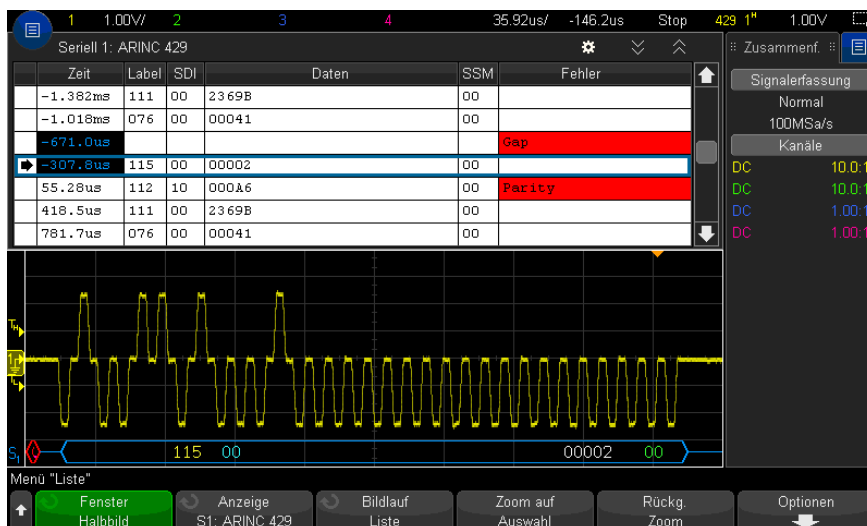 1 1.00V/ 2 3 4 35.92us/ -146.2us Stop 429 1ᴴ 1.00V
Seriell 1: ARINC 429
Zusammenf.
Zeit Label SDI Daten SSM Fehler
-1.382ms 111 00 2369B 00
-1.018ms 076 00 00041 00
-671.0us Gap
-307.8us 115 00 00002 00
55.28us 112 10 000A6 00 Parity
418.5us 111 00 2369B 00
781.7us 076 00 00041 00
Signalerfassung
Normal
100MSa/s
Kanäle
DC 10.0:1
DC 10.0:1
DC 1.00:1
DC 1.00:1
TH
1
TL
S1 115 00 00002 00
Menü "Liste"
Fenster
Halbbild
Anzeige
S1: ARINC 429
Bildlauf
Liste
Zoom auf
Auswahl
Rückg.
Zoom
Optionen